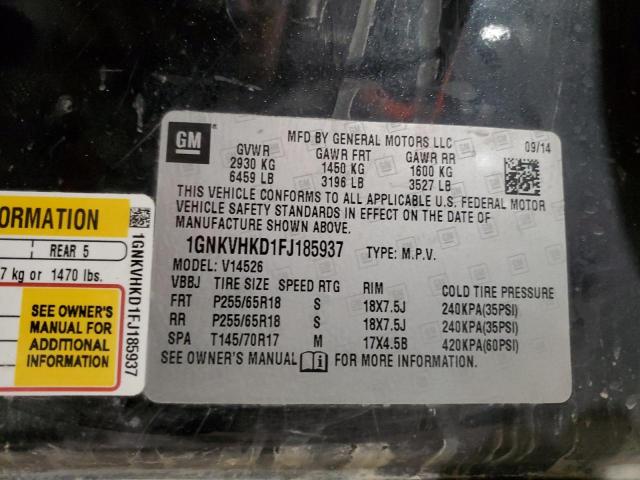 GM
MFD BY GENERAL MOTORS LLC
09/14
GVWR GAWR FRT GAWR RR
2930 KG 1450 KG 1600 KG
6459 LB 3196 LB 3527 LB
THIS VEHICLE CONFORMS TO ALL APPLICABLE U.S. FEDERAL MOTOR
VEHICLE SAFETY STANDARDS IN EFFECT ON THE DATE OF
MANUFACTURE SHOWN ABOVE.
1GNKVHKD1FJ185937 TYPE: M.P.V.
MODEL: V14526
VBBJ TIRE SIZE SPEED RTG RIM COLD TIRE PRESSURE
FRT P255/65R18 S 18X7.5J 240KPA(35PSI)
RR P255/65R18 S 18X7.5J 240KPA(35PSI)
SPA T145/70R17 M 17X4.5B 420KPA(60PSI)
SEE OWNER'S MANUAL FOR MORE INFORMATION.
ORMATION
REAR 5
7 kg or 1470 lbs.
SEE OWNER'S
MANUAL FOR
ADDITIONAL
INFORMATION
1GNKVHKD1FJ185937